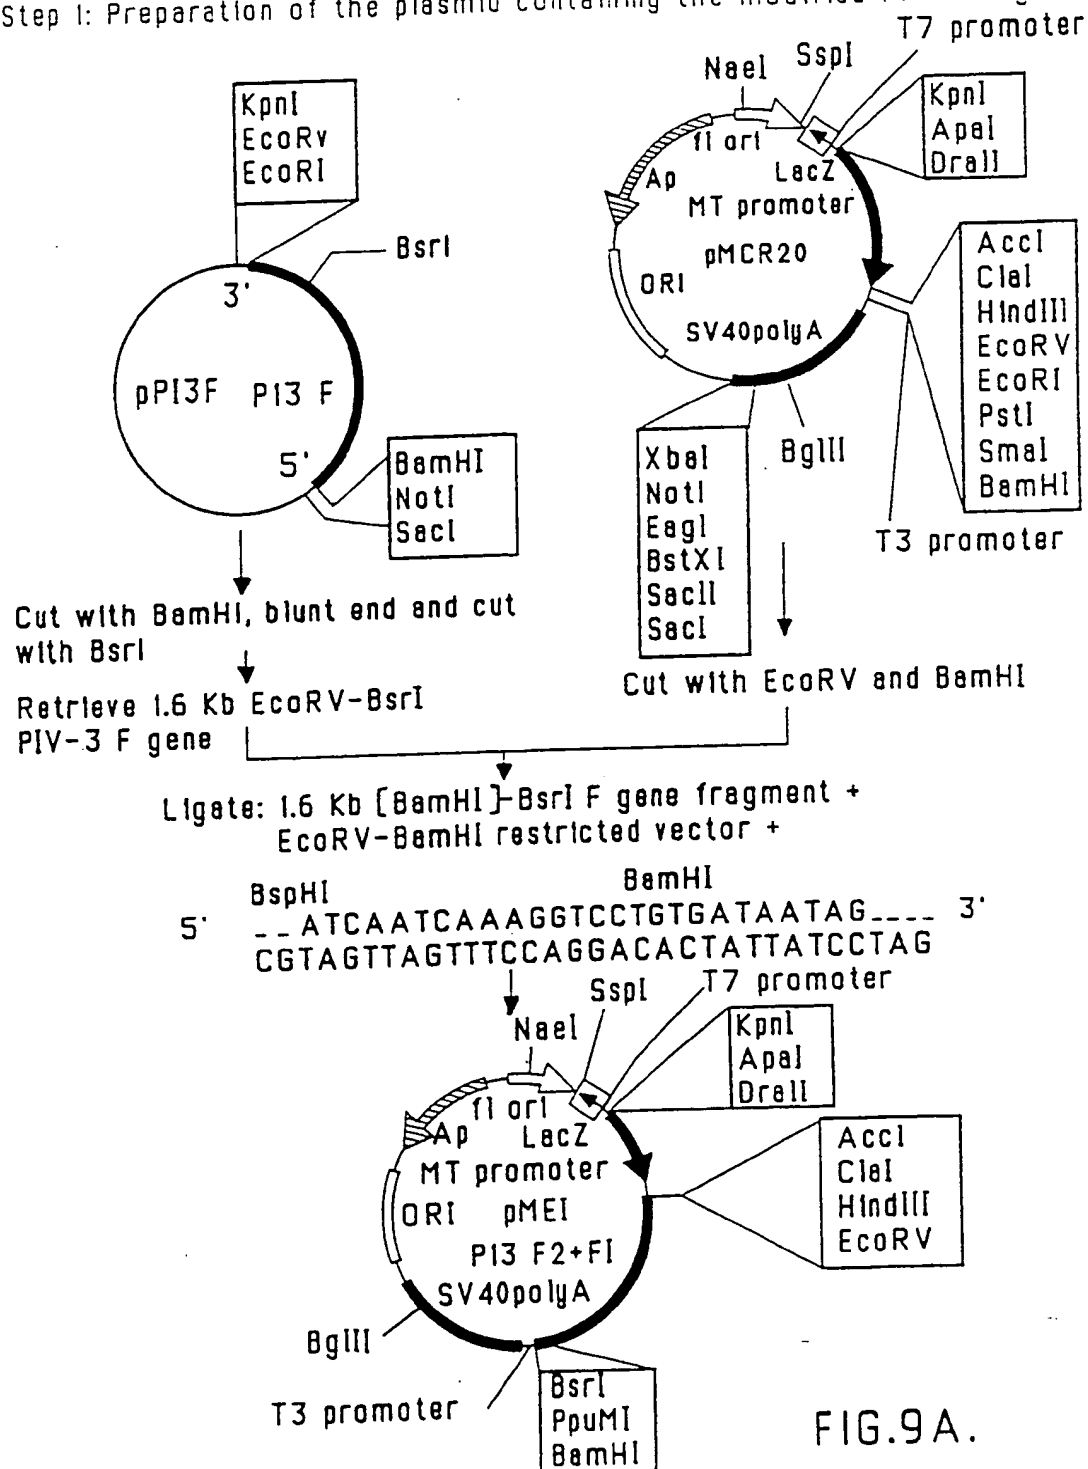 Step 1: Preparation of the plasmid containing the modified
T7 promoter
SspI
NaeI
KpnI
EcoRv
EcoRI
KpnI
ApaI
DraII
f1 ori
Ap
LacZ
MT promoter
BsrI
pMCR20
AccI
ClaI
HindIII
EcoRV
EcoRI
PstI
SmaI
BamHI
3'
ORI
SV40polyA
pPI3F
PI3 F
5'
BamHI
NotI
SacI
XbaI
NotI
EagI
BstXI
SacII
SacI
BglII
T3 promoter
Cut with BamHI, blunt end and cut
with BsrI
Retrieve 1.6 Kb EcoRV-BsrI
PIV-3 F gene
Cut with EcoRV and BamHI
Ligate: 1.6 Kb [BamHI]-BsrI F gene fragment +
EcoRV-BamHI restricted vector +
BspHI
BamHI
5' _ _ ATCAATCAAAGGTCCTGTGATAATAG_ _ _ _ 3'
CGTAGTTAGTTTCCAGGACACTATTATCCTAG
SspI
T7 promoter
NaeI
KpnI
ApaI
DraII
f1 ori
Ap
LacZ
MT promoter
AccI
ClaI
HindIII
EcoRV
ORI
pMEI
PI3 F2+FI
SV40polyA
BglII
T3 promoter
BsrI
PpuMI
BamHI
FIG.9A.